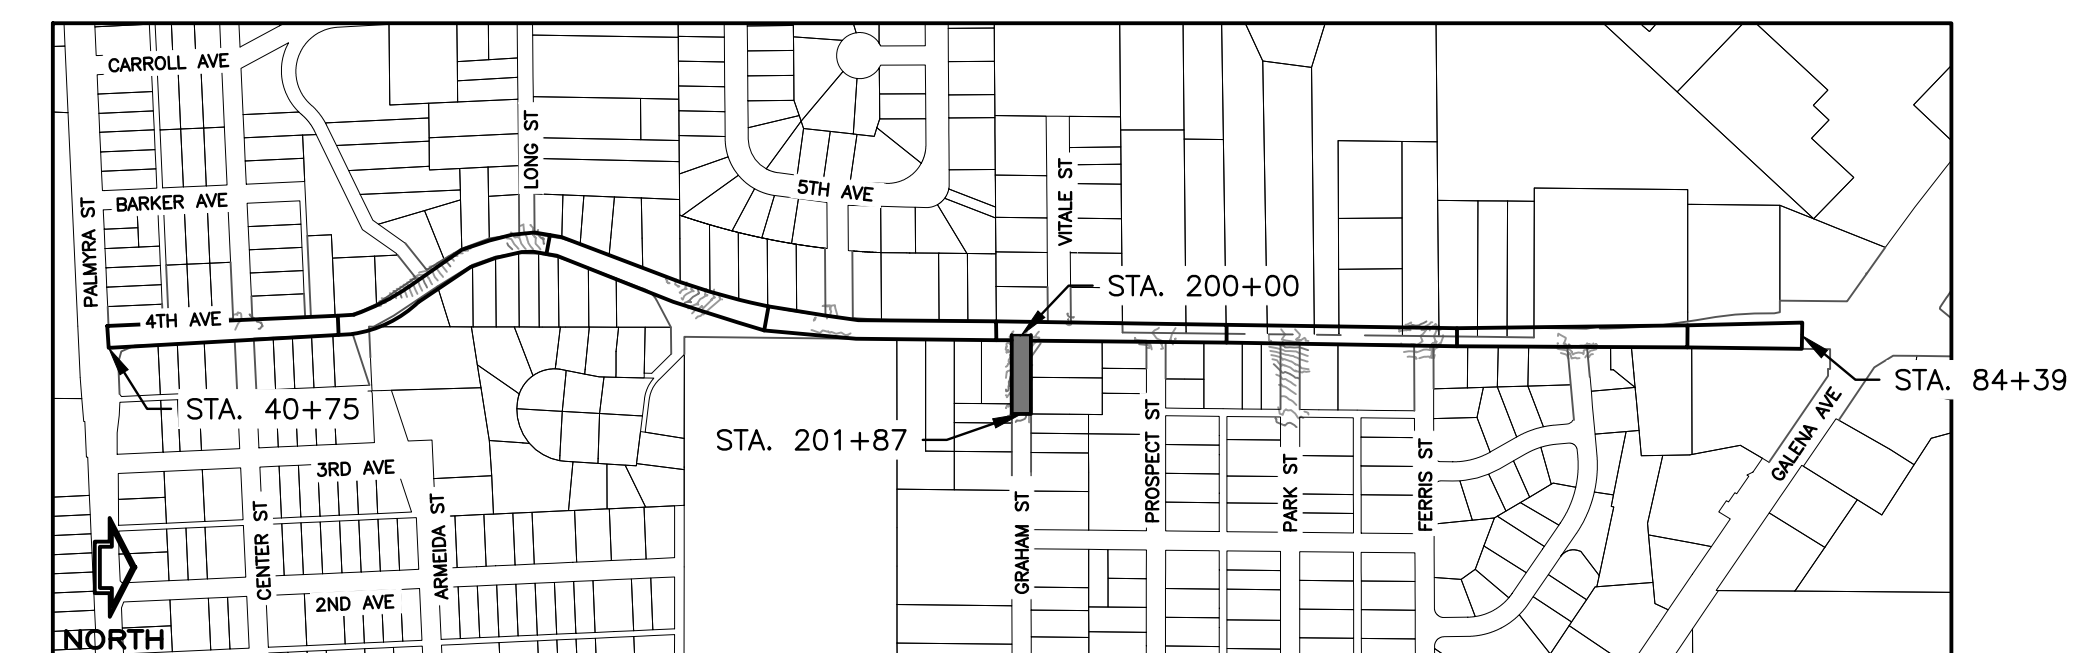 CARROLL AVE
LONG ST
5TH AVE
VITALE ST
PALMYRA ST
BARKER AVE
STA. 200+00
4TH AVE
STA. 84+39
STA. 40+75
STA. 201+87
GALENA AVE
PROSPECT ST
3RD AVE
PARK ST
FERRIS ST
CENTER ST
ARMEIDA ST
GRAHAM ST
2ND AVE
NORTH